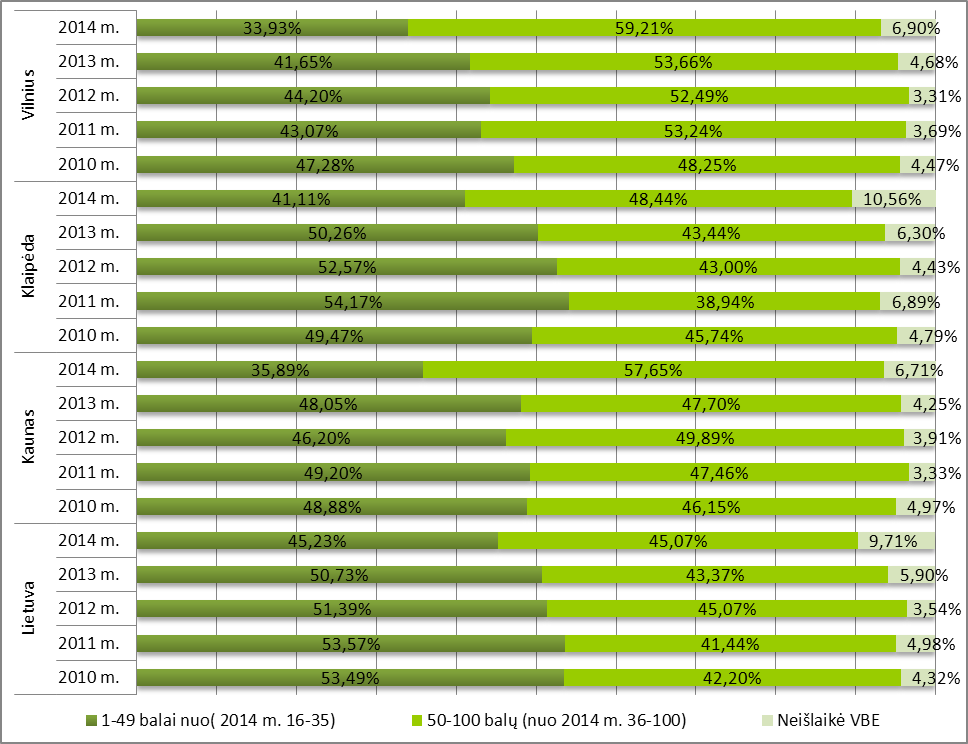 Vilnius
2014 m. 33,93% 59,21% 6,90%
2013 m. 41,65% 53,66% 4,68%
2012 m. 44,20% 52,49% 3,31%
2011 m. 43,07% 53,24% 3,69%
2010 m. 47,28% 48,25% 4,47%
Klaipėda
2014 m. 41,11% 48,44% 10,56%
2013 m. 50,26% 43,44% 6,30%
2012 m. 52,57% 43,00% 4,43%
2011 m. 54,17% 38,94% 6,89%
2010 m. 49,47% 45,74% 4,79%
Kaunas
2014 m. 35,89% 57,65% 6,71%
2013 m. 48,05% 47,70% 4,25%
2012 m. 46,20% 49,89% 3,91%
2011 m. 49,20% 47,46% 3,33%
2010 m. 48,88% 46,15% 4,97%
Lietuva
2014 m. 45,23% 45,07% 9,71%
2013 m. 50,73% 43,37% 5,90%
2012 m. 51,39% 45,07% 3,54%
2011 m. 53,57% 41,44% 4,98%
2010 m. 53,49% 42,20% 4,32%
1-49 balai nuo( 2014 m. 16-35) 50-100 balų (nuo 2014 m. 36-100) Neišlaikė VBE